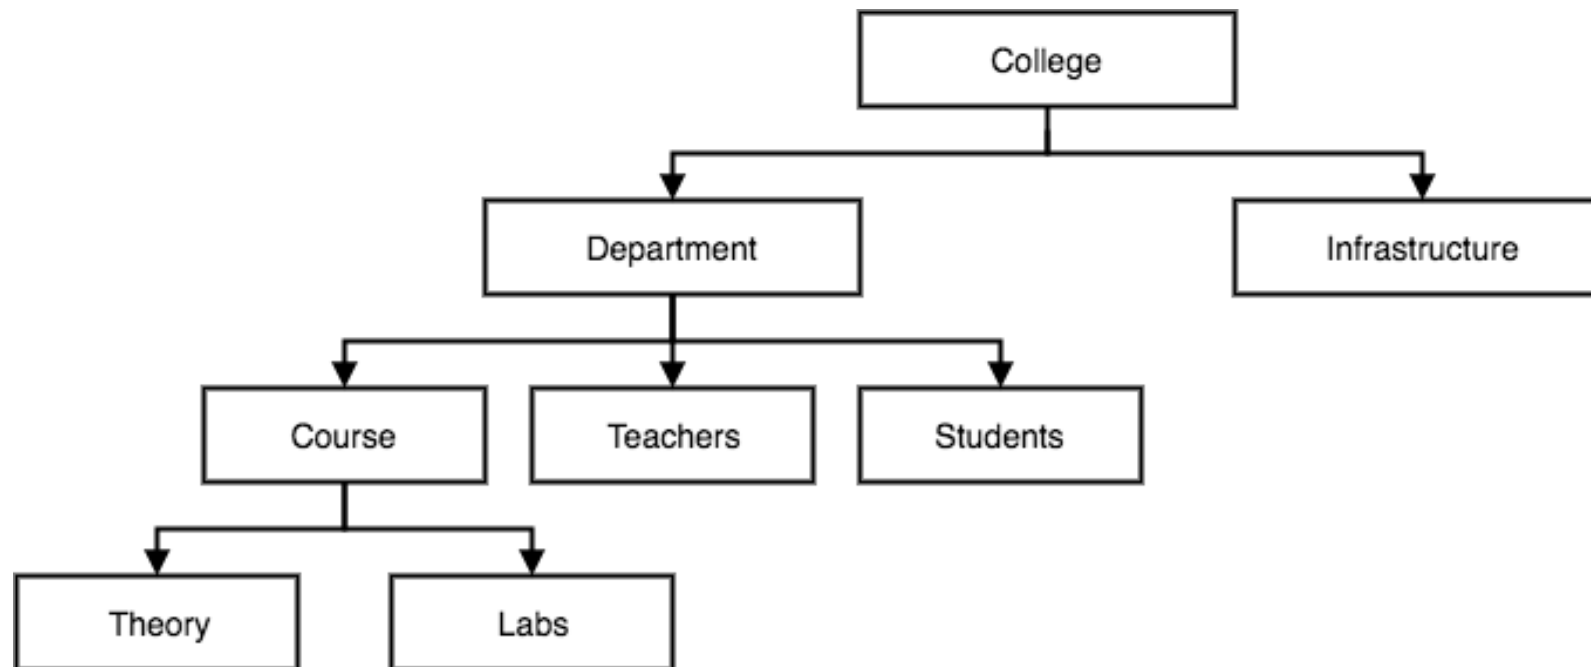 College
Department
Infrastructure
Course
Teachers
Students
Theory
Labs